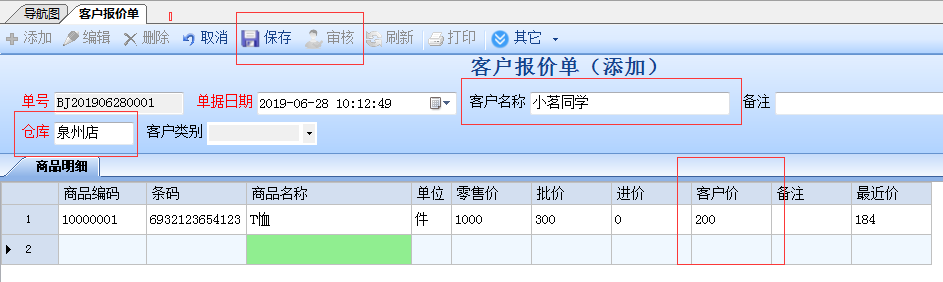 导航图 客户报价单
添加 编辑 删除 取消 保存 审核 刷新 打印 其它
客户报价单（添加）
单号 BJ201906280001 单据日期 2019-06-28 10:12:49 客户名称 小茗同学 备注
仓库 泉州店 客户类别
商品明细
商品编码 条码 商品名称 单位 零售价 批价 进价 客户价 备注 最近价
1 10000001 6932123654123 T恤 件 1000 300 0 200 184
2